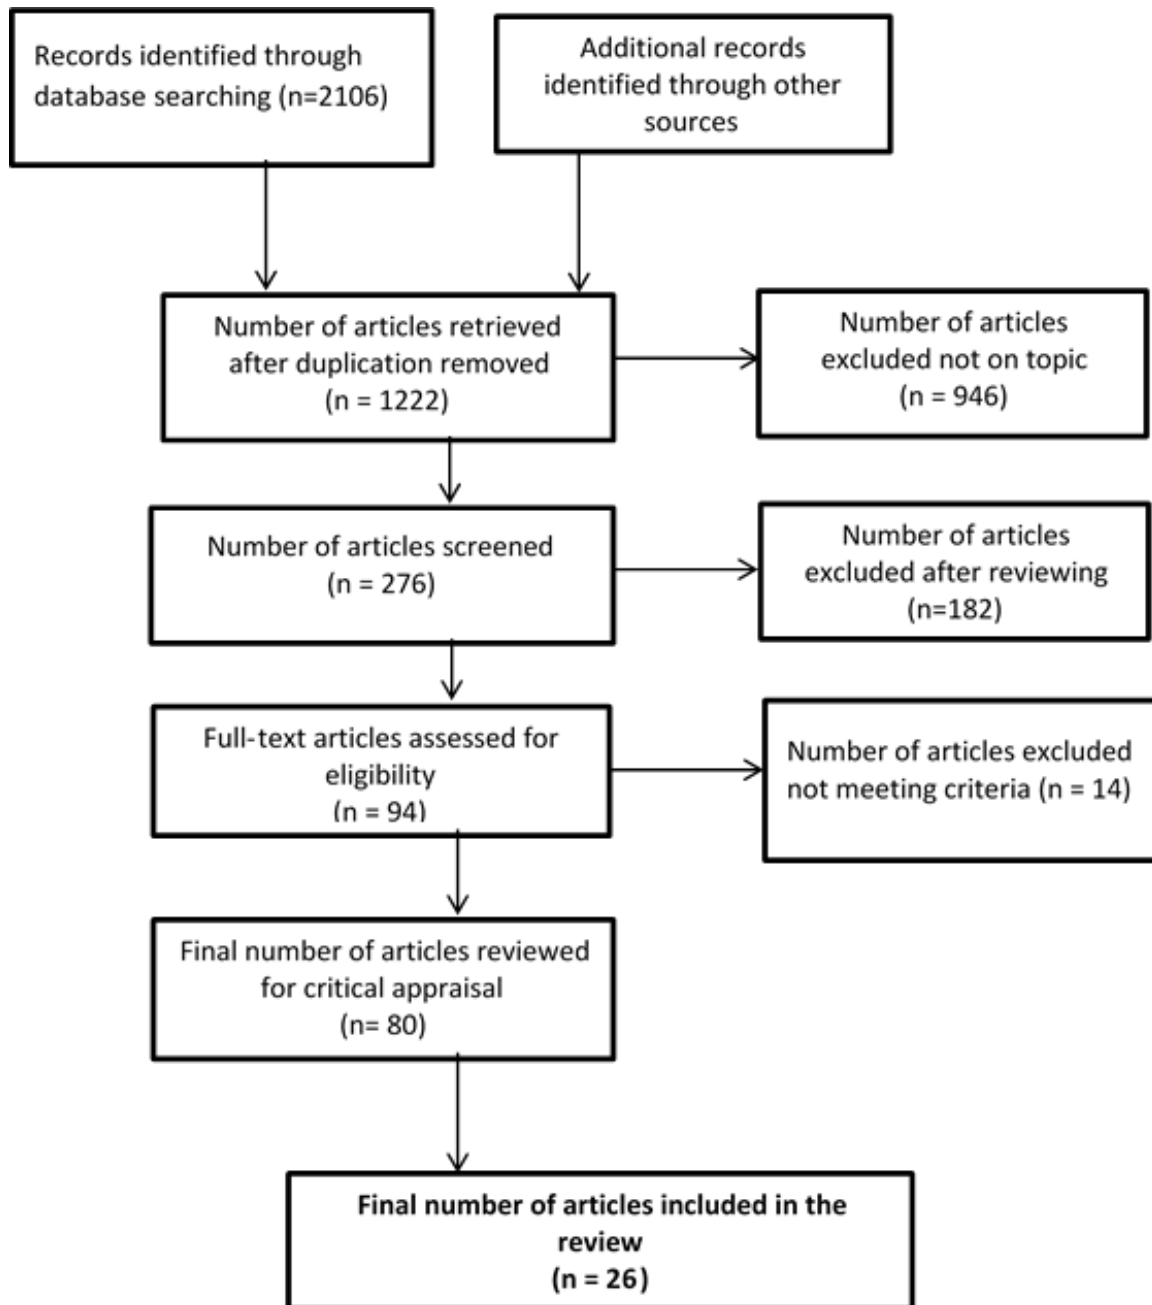 Records identified through
database searching (n=2106)
Additional records
identified through other
sources
Number of articles retrieved
after duplication removed
(n = 1222)
Number of articles
excluded not on topic
(n = 946)
Number of articles screened
(n = 276)
Number of articles
excluded after reviewing
(n=182)
Full-text articles assessed for
eligibility
(n = 94)
Number of articles excluded
not meeting criteria (n = 14)
Final number of articles reviewed
for critical appraisal
(n= 80)
Final number of articles included in the
review
(n = 26)